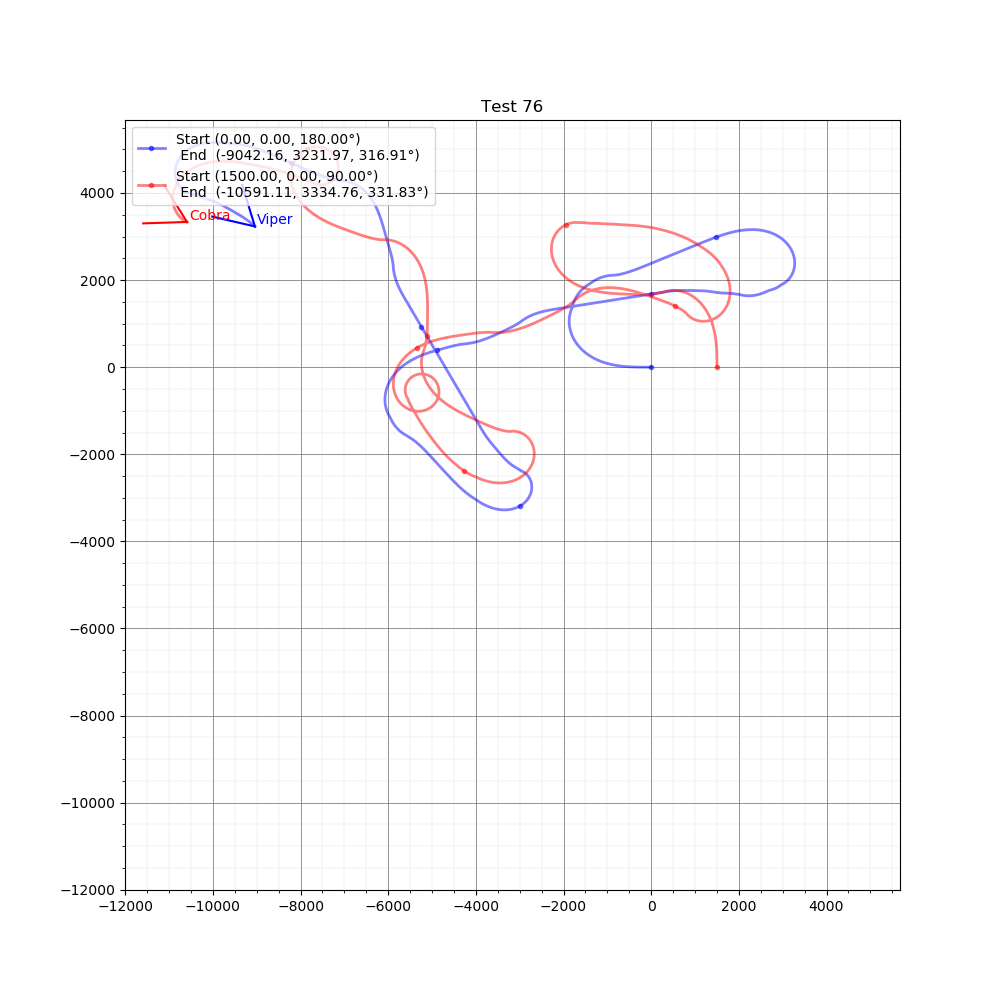 Test 76
Start (0.00, 0.00, 180.00°)
End (-9042.16, 3231.97, 316.91°)
Start (1500.00, 0.00, 90.00°)
End (-10591.11, 3334.76, 331.83°)
Cobra
Viper
4000
2000
0
−2000
−4000
−6000
−8000
−10000
−12000
−12000 −10000 −8000 −6000 −4000 −2000 0 2000 4000